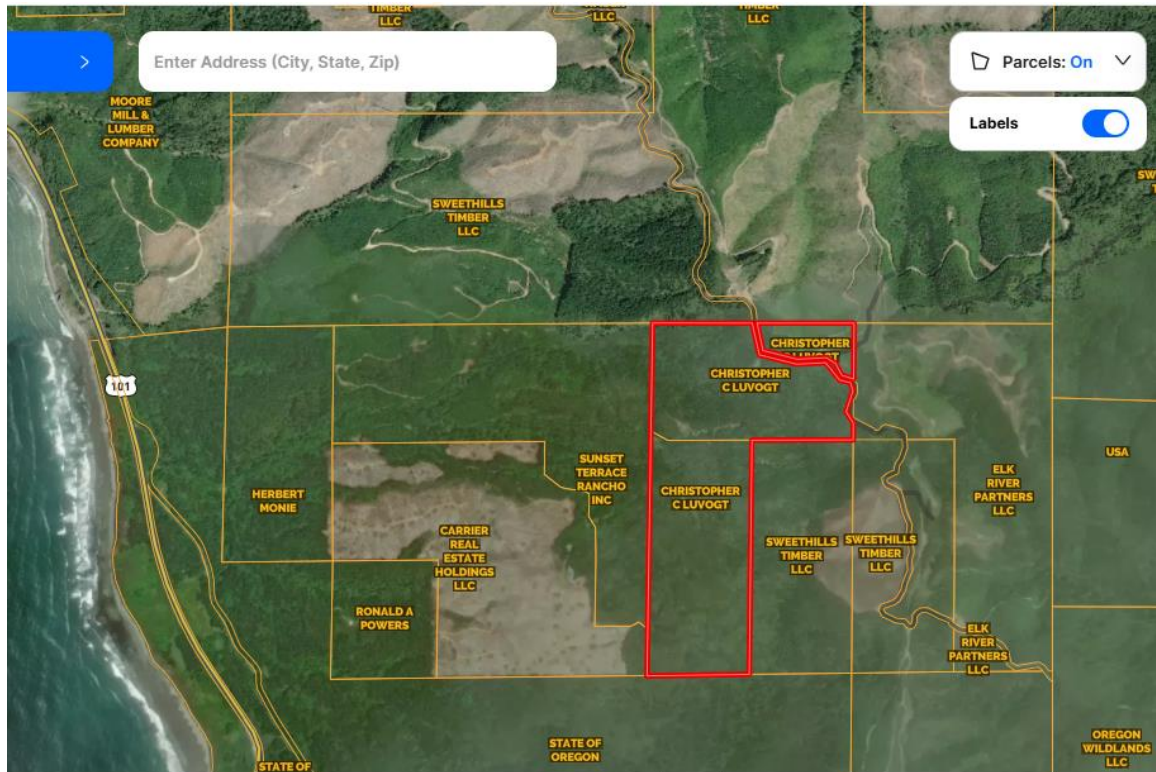 TIMBER
LLC
LLC
TIMBER
LLC
Enter Address (City, State, Zip)
Parcels: On
Labels
MOORE
MILL &
LUMBER
COMPANY
SWEETHILLS
TIMBER
LLC
SW
T
CHRISTOPHER
C LUVOGT
CHRISTOPHER
C LUVOGT
101
USA
SUNSET
TERRACE
RANCHO
INC
ELK
RIVER
PARTNERS
LLC
HERBERT
MONIE
CHRISTOPHER
C LUVOGT
CARRIER
REAL
ESTATE
HOLDINGS
LLC
SWEETHILLS
TIMBER
LLC
SWEETHILLS
TIMBER
LLC
RONALD A
POWERS
ELK
RIVER
PARTNERS
LLC
STATE OF
OREGON
OREGON
WILDLANDS
LLC
STATE OF